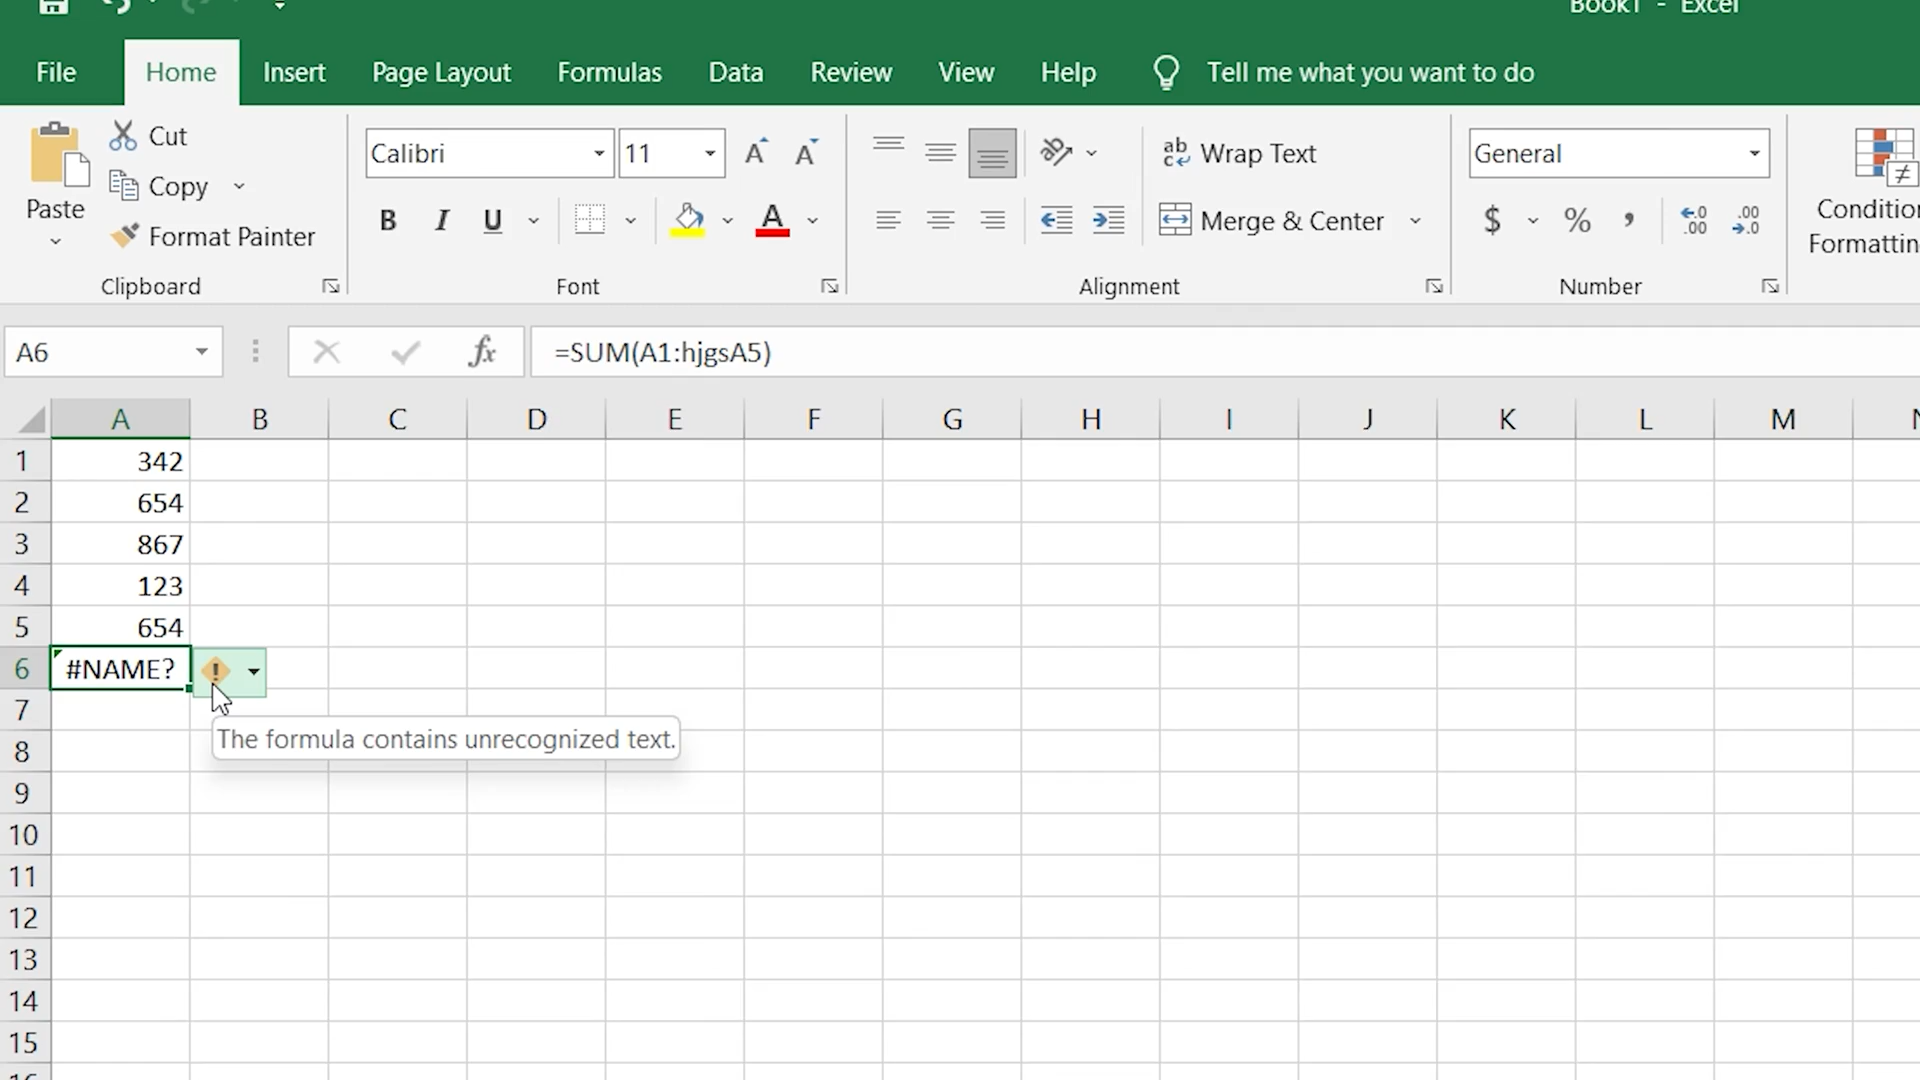 Book1 - Excel
File Home Insert Page Layout Formulas Data Review View Help Tell me what you want to do
Paste
Cut
Copy
Format Painter
Clipboard
Calibri 11
B I U
Font
Wrap Text
Merge & Center
Alignment
General
$ % ,
Number
Conditio
Formattin
A6 fx =SUM(A1:hjgsA5)
A B C D E F G H I J K L M
1 342
2 654
3 867
4 123
5 654
6 #NAME? !
7
The formula contains unrecognized text.
8
9
10
11
12
13
14
15